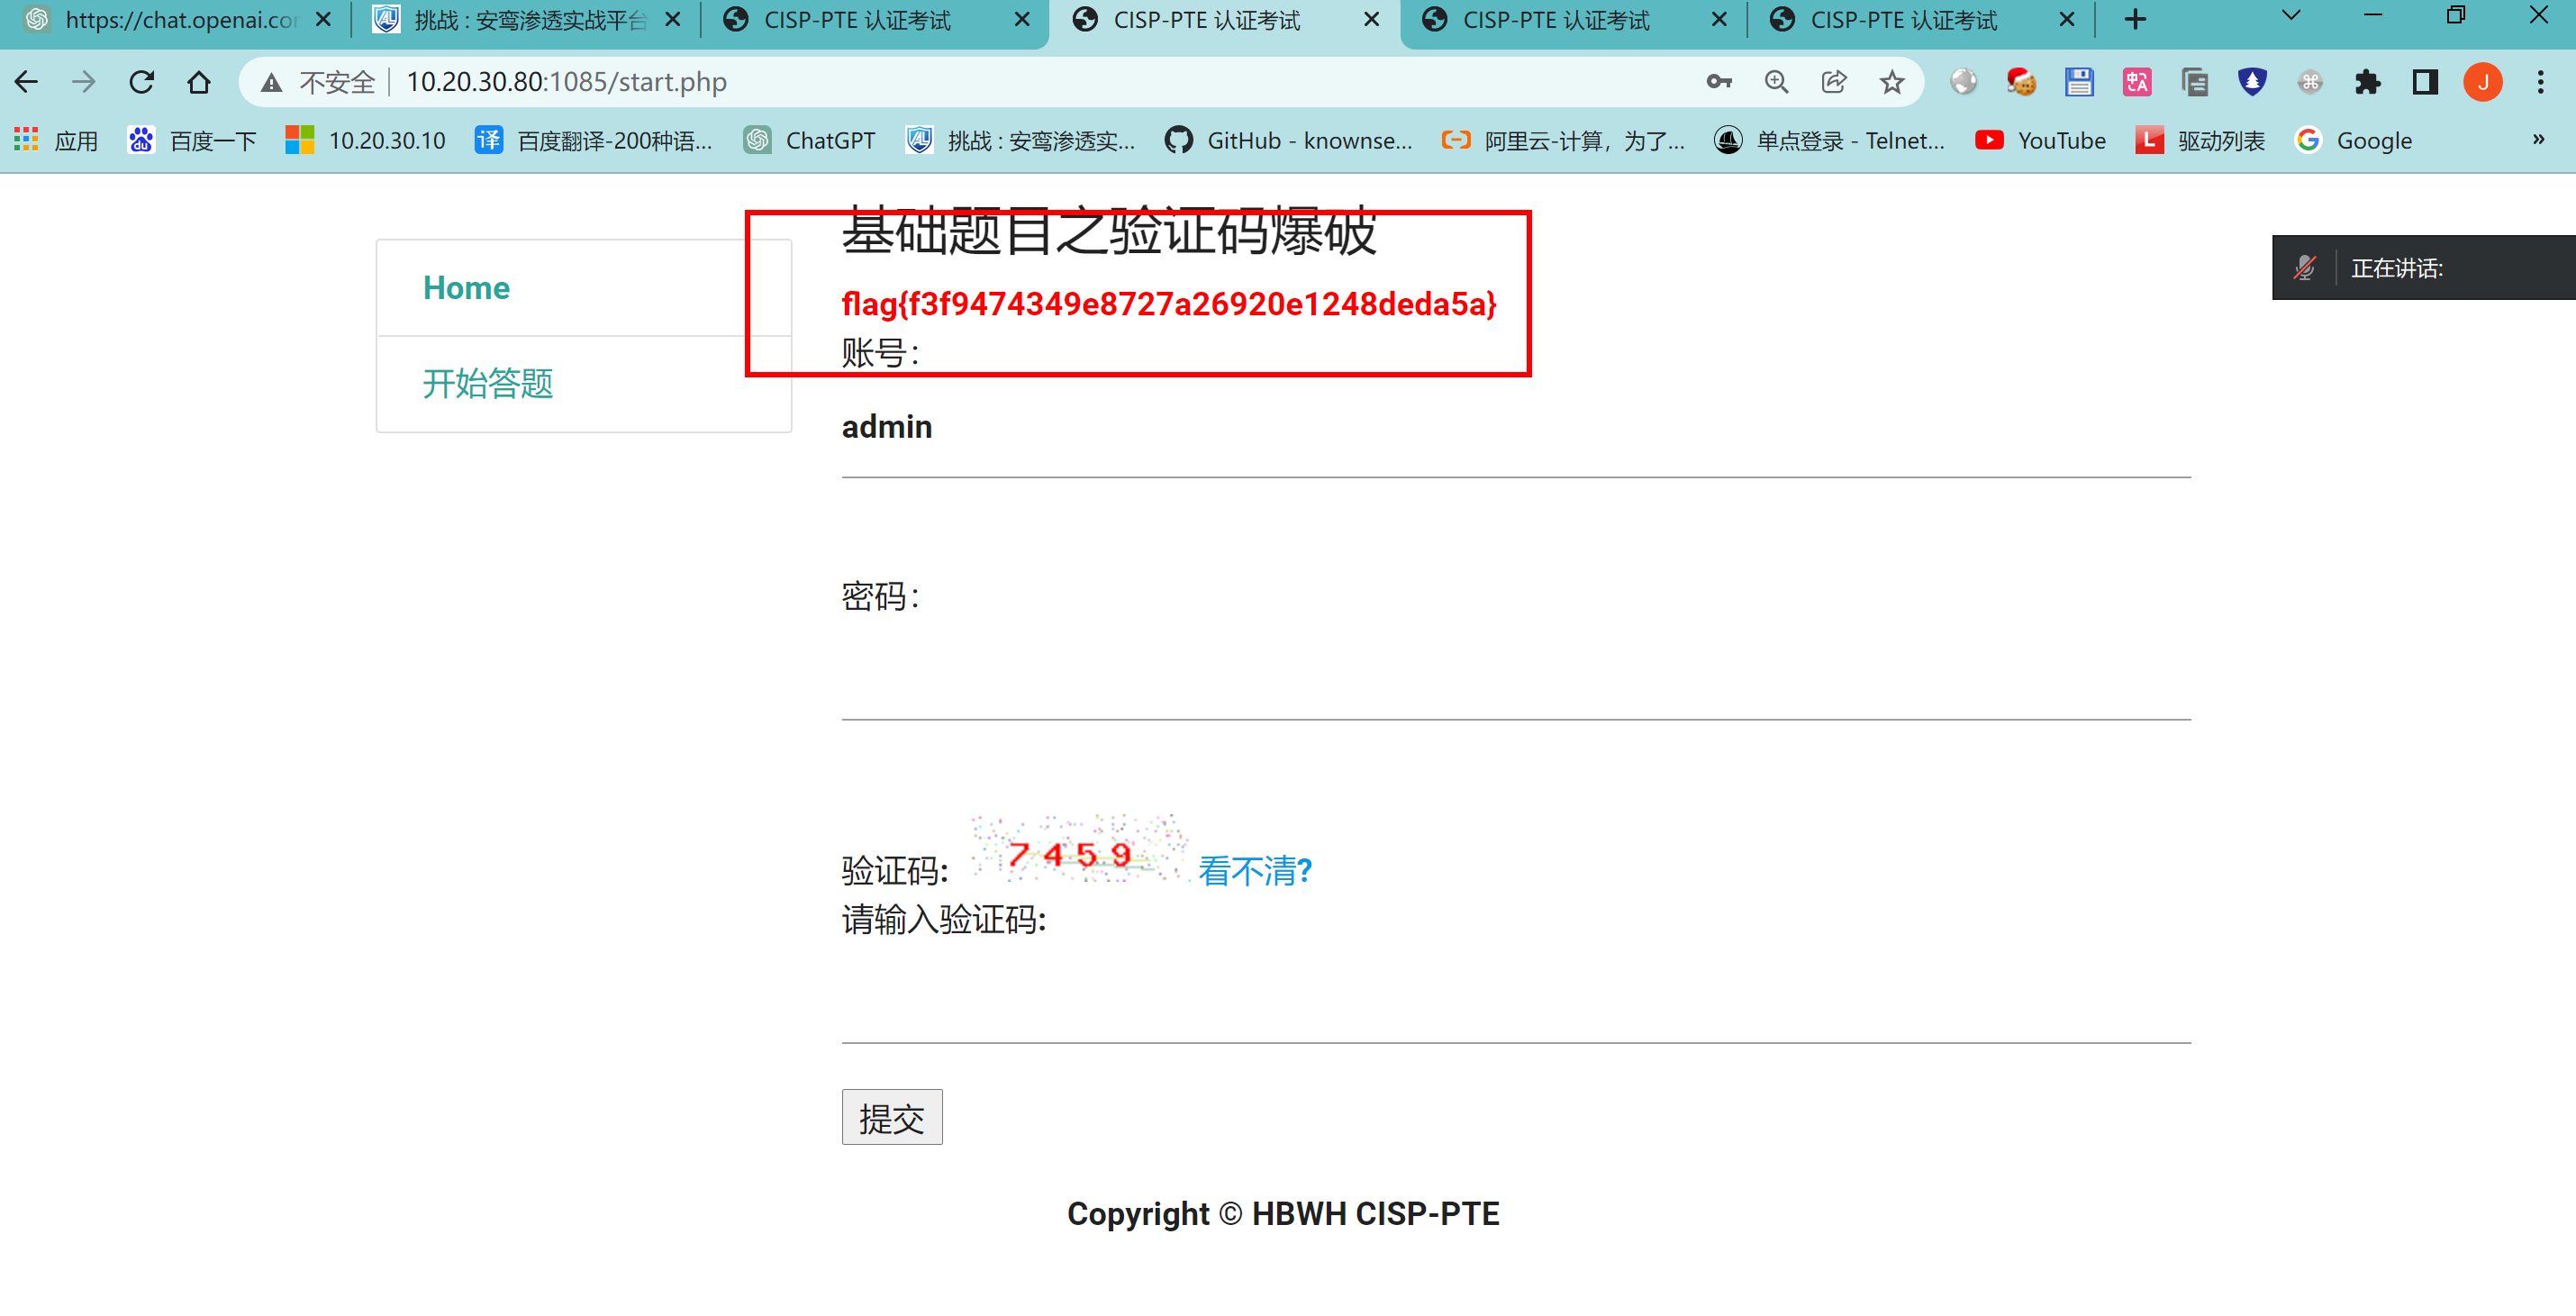 https://chat.openai.co
挑战 : 安鸾渗透实战平台
CISP-PTE 认证考试
CISP-PTE 认证考试
CISP-PTE 认证考试
CISP-PTE 认证考试
不安全
10.20.30.80:1085/start.php
J
应用
百度一下
10.20.30.10
百度翻译-200种语...
ChatGPT
挑战 : 安鸾渗透实...
GitHub - knownse...
阿里云-计算，为了...
单点登录 - Telnet...
YouTube
驱动列表
Google
»
Home
开始答题
基础题目之验证码爆破
flag{f3f9474349e8727a26920e1248deda5a}
账号：
admin
密码：
验证码:
7459
看不清?
请输入验证码:
提交
正在讲话:
Copyright © HBWH CISP-PTE